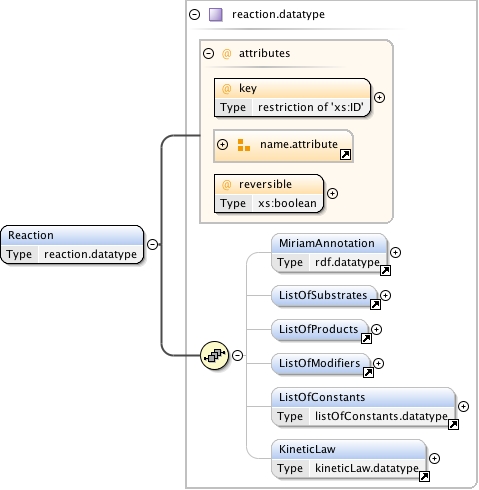 reaction.datatype
@ attributes
@ key
Type restriction of 'xs:ID'
name.attribute
@ reversible
Type xs:boolean
Reaction
Type reaction.datatype
MiriamAnnotation
Type rdf.datatype
ListOfSubstrates
ListOfProducts
ListOfModifiers
ListOfConstants
Type listOfConstants.datatype
KineticLaw
Type kineticLaw.datatype